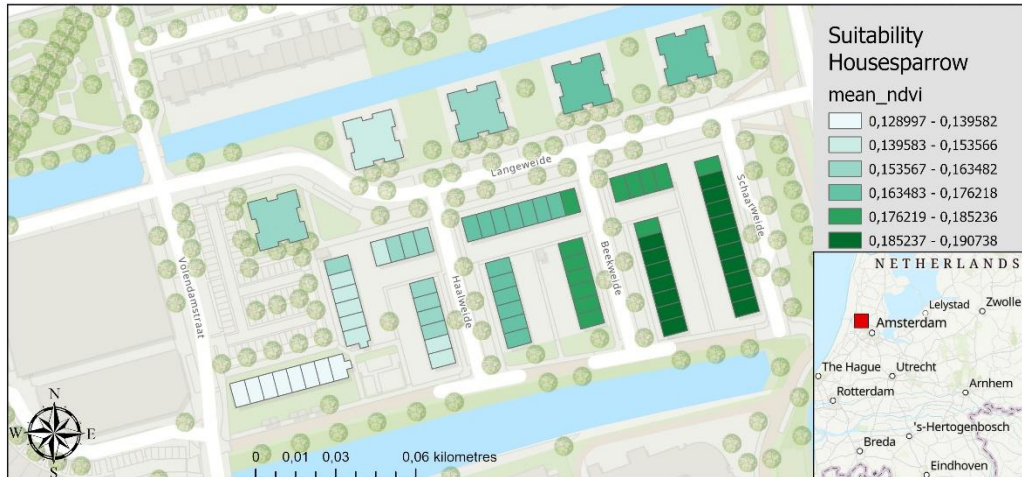 Suitability
Housesparrow
mean_ndvi
0,128997 - 0,139582
0,139583 - 0,153566
0,153567 - 0,163482
0,163483 - 0,176218
0,176219 - 0,185236
0,185237 - 0,190738
Langeweide
Schaarweide
Volendamstraat
Haalweide
Beekweide
N
W E
S
0 0,01 0,03 0,06 kilometres
NETHERLANDS
Lelystad
Zwolle
Amsterdam
The Hague
Utrecht
Arnhem
Rotterdam
's-Hertogenbosch
Breda
Eindhoven